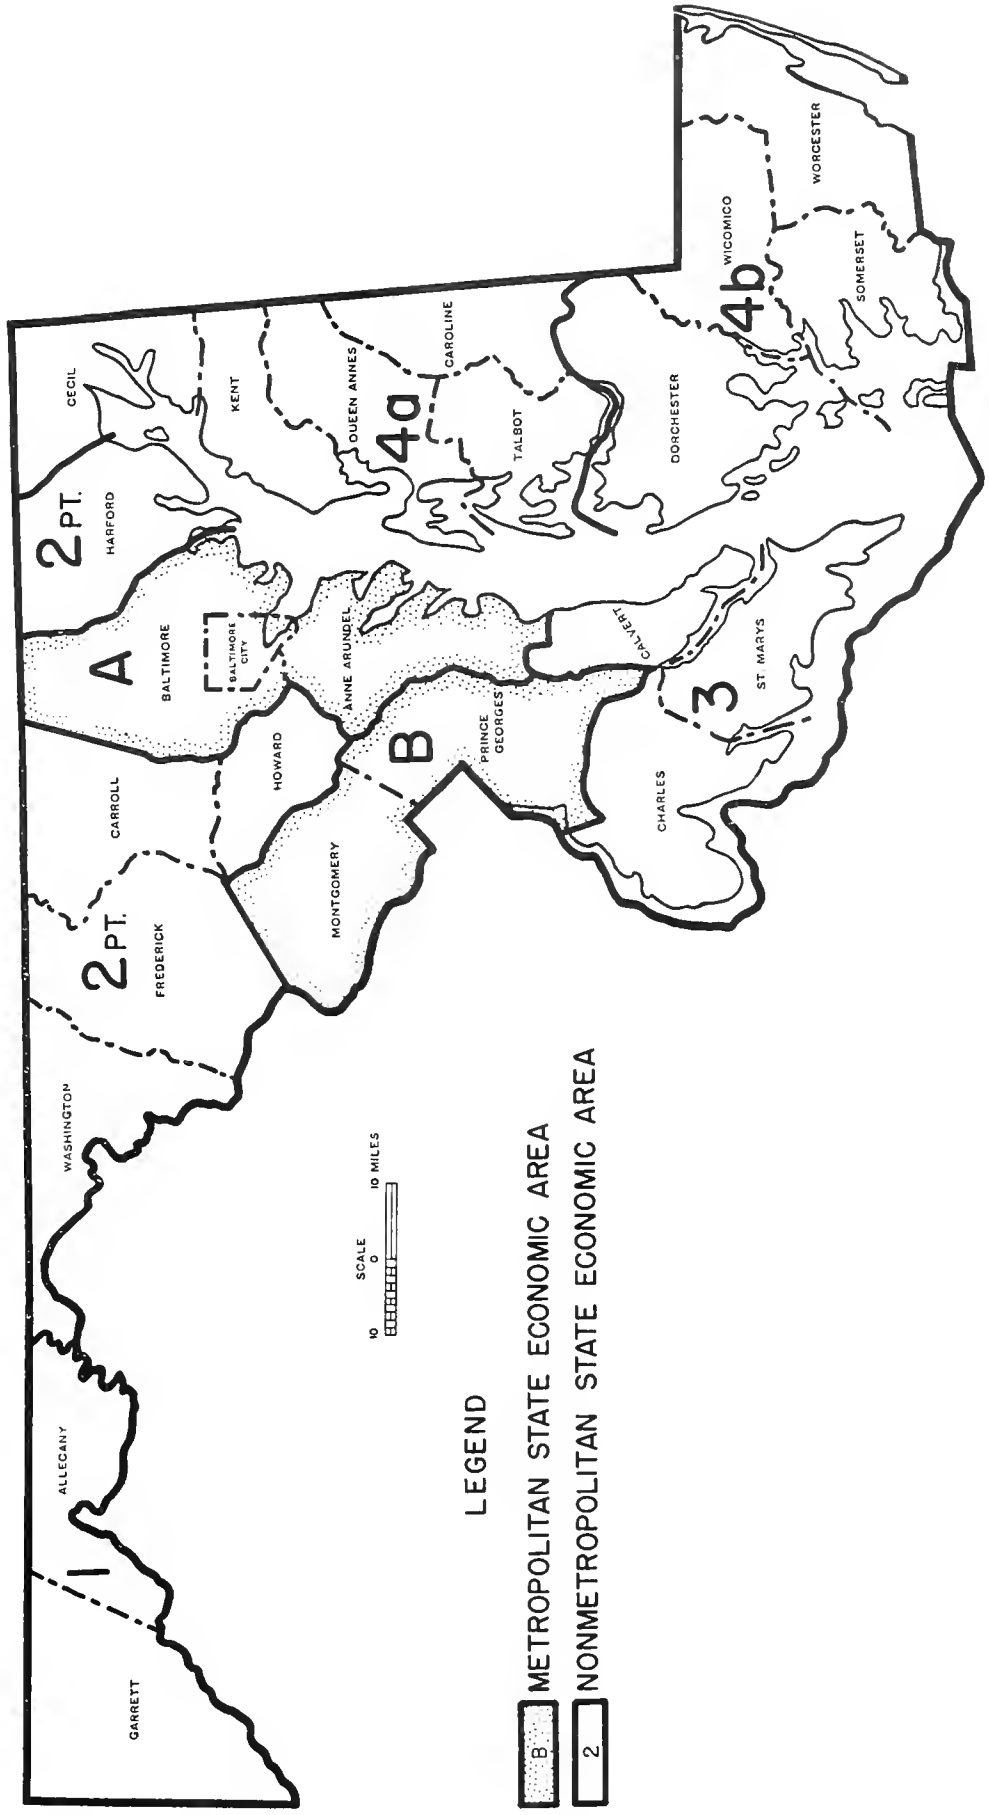 GARRETT
1
ALLEGANY
WASHINGTON
2 PT.
FREDERICK
CARROLL
HOWARD
MONTGOMERY
A
BALTIMORE
BALTIMORE
CITY
ANNE ARUNDEL
B
PRINCE
GEORGES
2 PT.
HARFORD
CECIL
KENT
QUEEN ANNES
4a
CAROLINE
TALBOT
CALVERT
CHARLES
3
ST. MARYS
DORCHESTER
4b
WICOMICO
SOMERSET
WORCESTER
SCALE
10 0 10 MILES
LEGEND
B METROPOLITAN STATE ECONOMIC AREA
2 NONMETROPOLITAN STATE ECONOMIC AREA